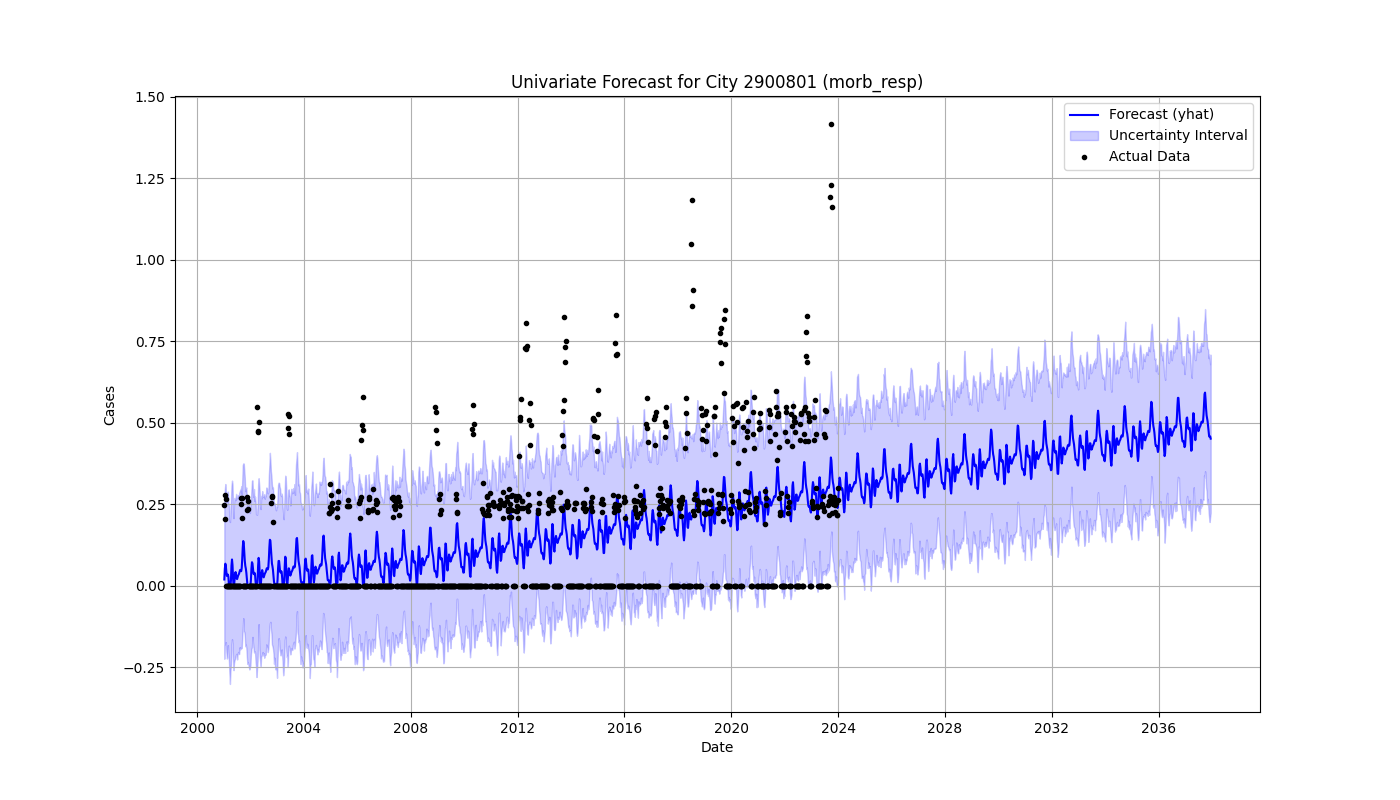 Univariate Forecast for City 2900801 (morb_resp)
Forecast (yhat)
Uncertainty Interval
Actual Data
Cases
1.50
1.25
1.00
0.75
0.50
0.25
0.00
−0.25
2000 2004 2008 2012 2016 2020 2024 2028 2032 2036
Date